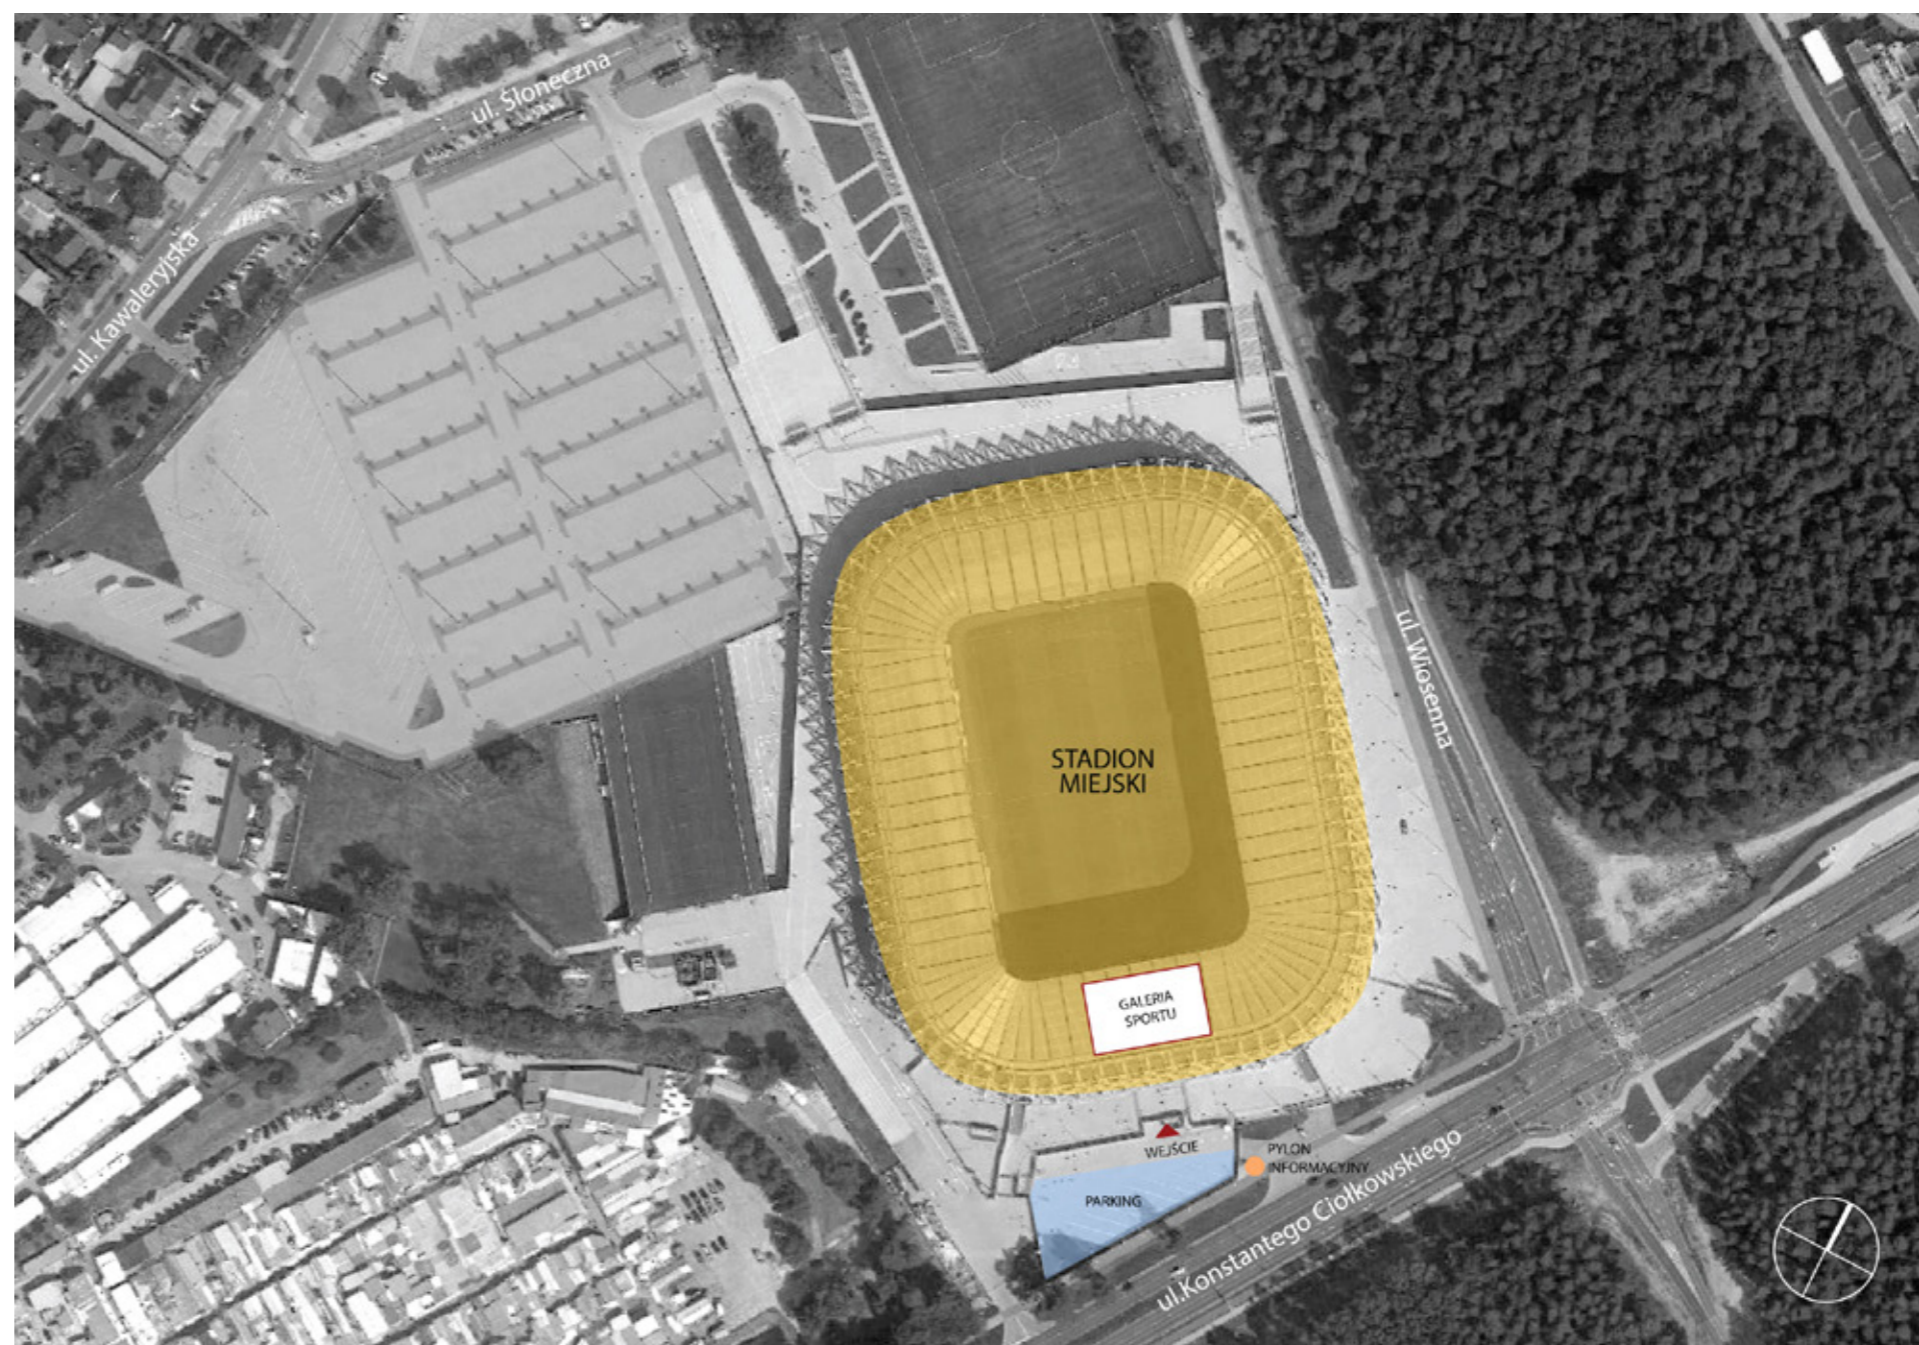 ul. Słoneczna
ul. Kawaleryjska
ul. Wiosenna
STADION
MIEJSKI
GALERIA
SPORTU
WEJŚCIE
PYLON
INFORMACYJNY
PARKING
ul.Konstantego Ciołkowskiego